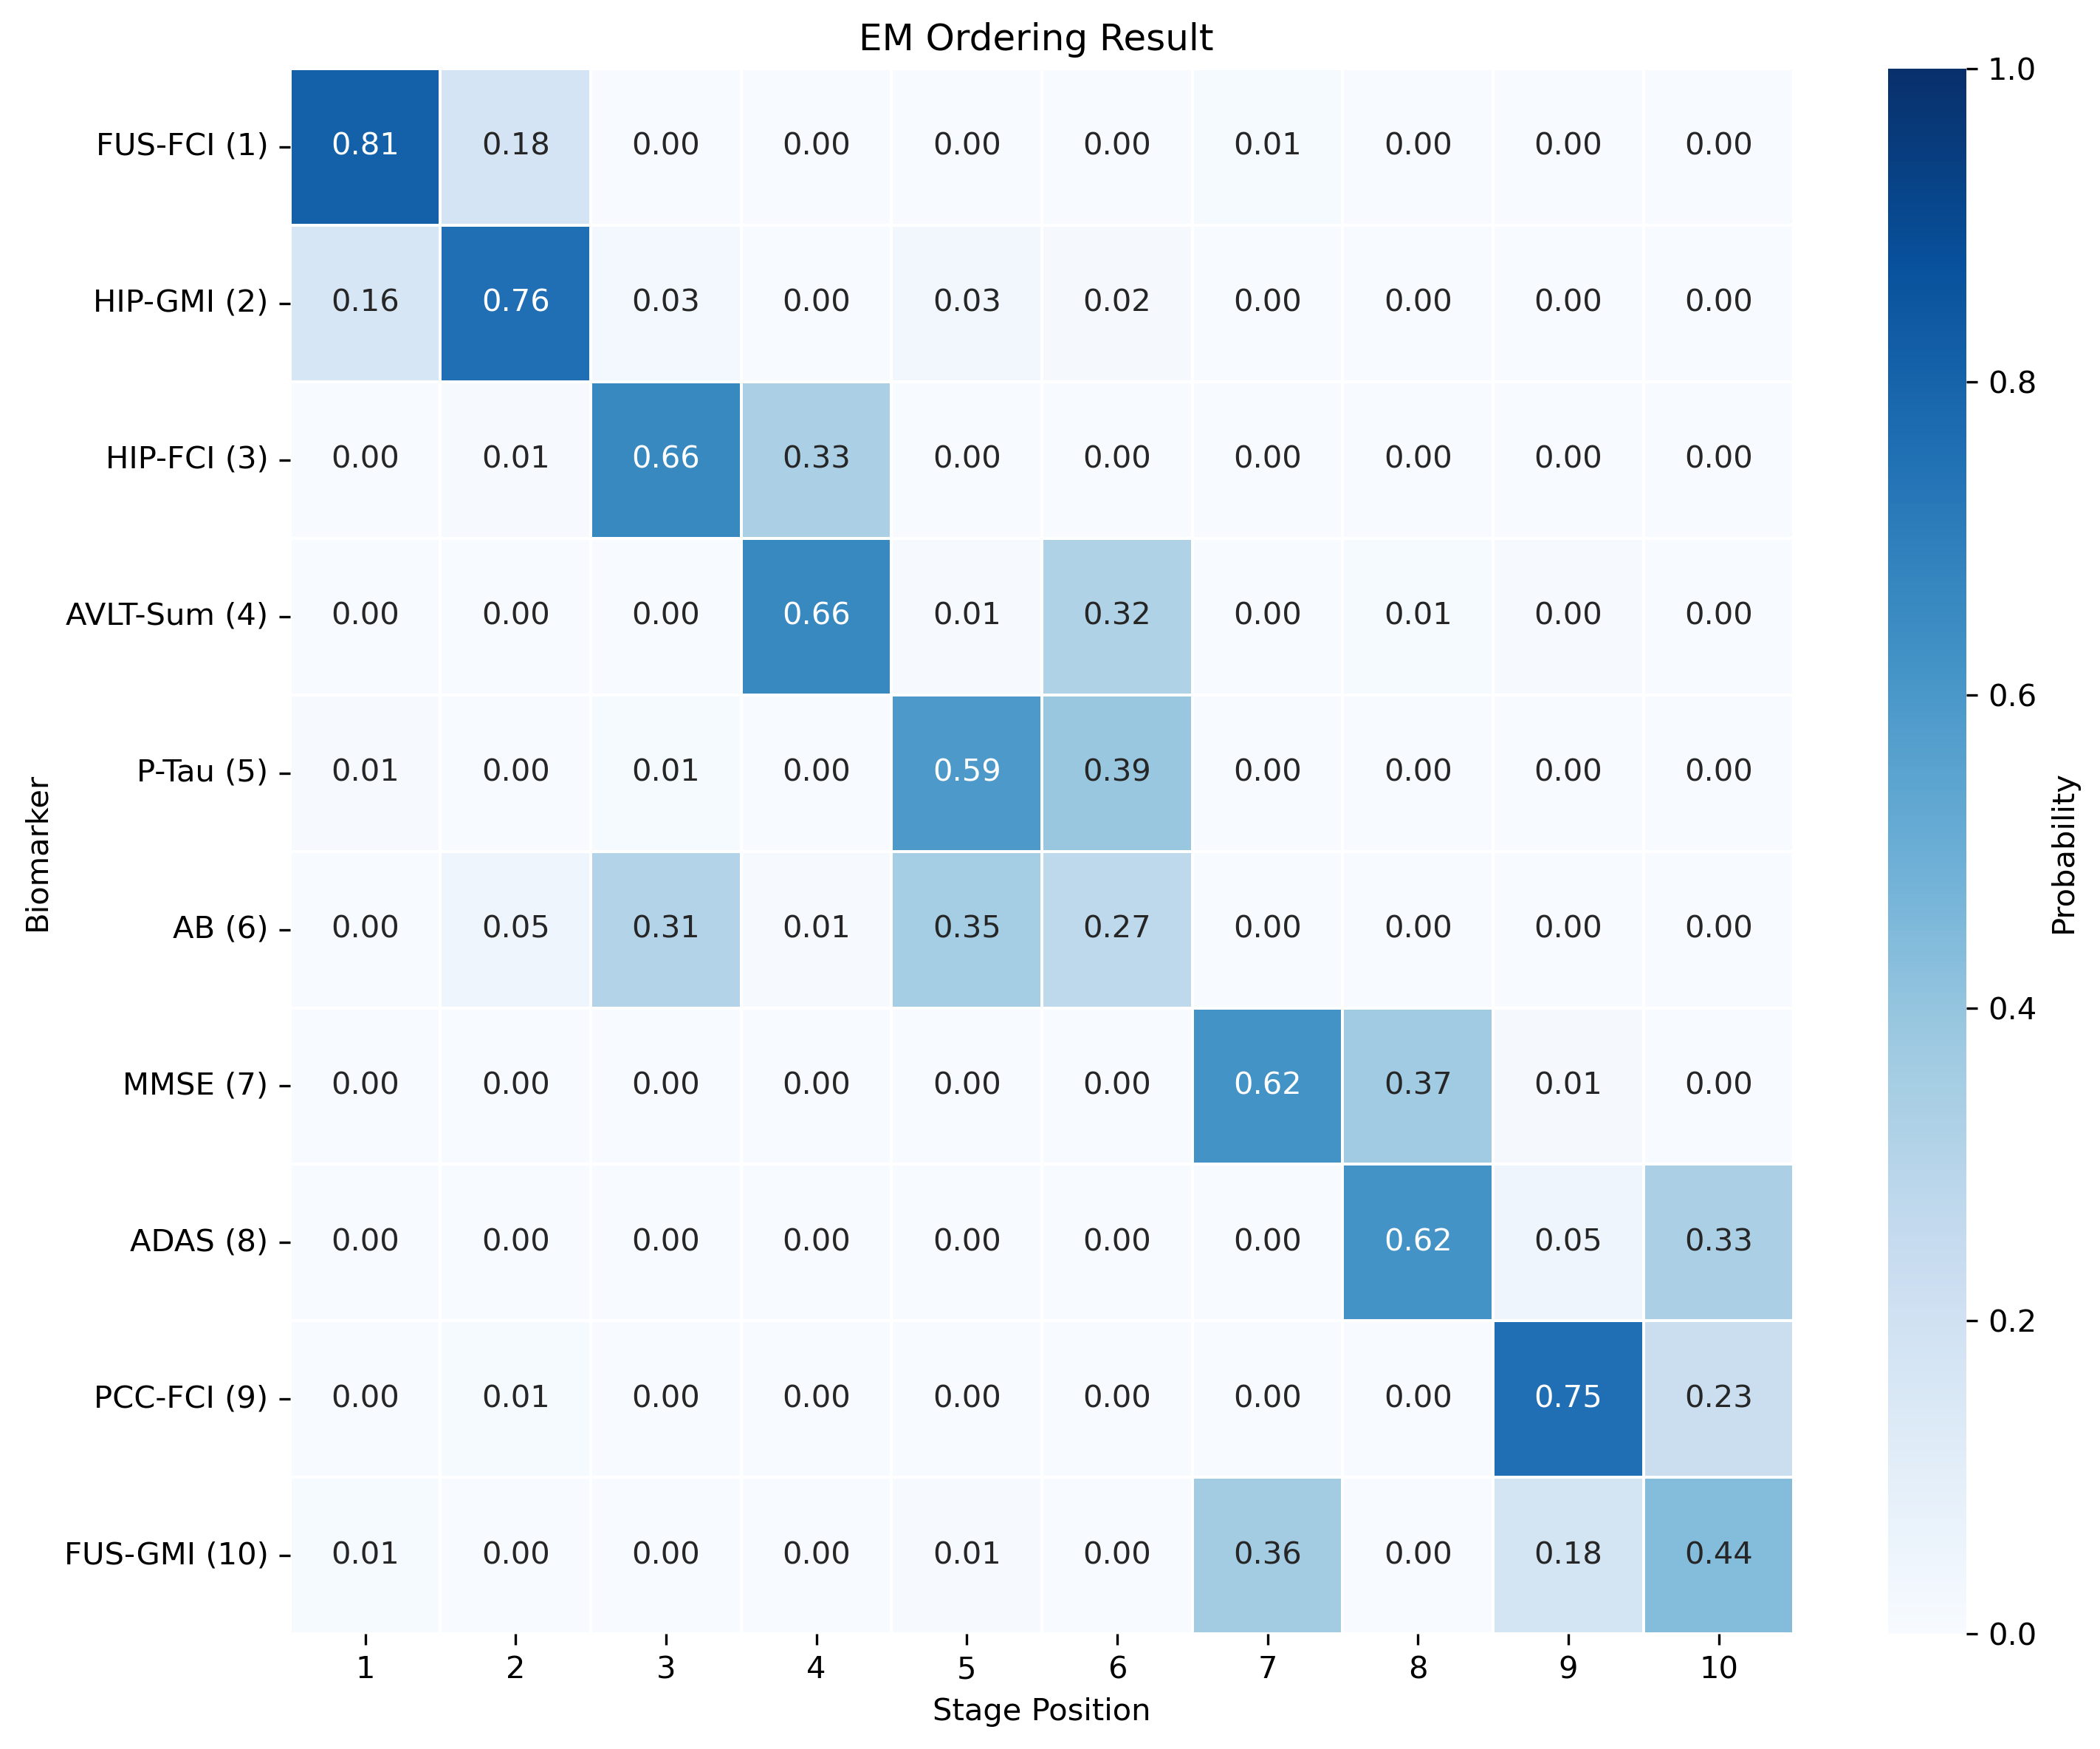 EM Ordering Result
FUS-FCI (1) 0.81 0.18 0.00 0.00 0.00 0.00 0.01 0.00 0.00 0.00
HIP-GMI (2) 0.16 0.76 0.03 0.00 0.03 0.02 0.00 0.00 0.00 0.00
HIP-FCI (3) 0.00 0.01 0.66 0.33 0.00 0.00 0.00 0.00 0.00 0.00
AVLT-Sum (4) 0.00 0.00 0.00 0.66 0.01 0.32 0.00 0.01 0.00 0.00
P-Tau (5) 0.01 0.00 0.01 0.00 0.59 0.39 0.00 0.00 0.00 0.00
AB (6) 0.00 0.05 0.31 0.01 0.35 0.27 0.00 0.00 0.00 0.00
MMSE (7) 0.00 0.00 0.00 0.00 0.00 0.00 0.62 0.37 0.01 0.00
ADAS (8) 0.00 0.00 0.00 0.00 0.00 0.00 0.00 0.62 0.05 0.33
PCC-FCI (9) 0.00 0.01 0.00 0.00 0.00 0.00 0.00 0.00 0.75 0.23
FUS-GMI (10) 0.01 0.00 0.00 0.00 0.01 0.00 0.36 0.00 0.18 0.44
1 2 3 4 5 6 7 8 9 10
Stage Position
Biomarker
1.0
0.8
0.6
0.4
0.2
0.0
Probability